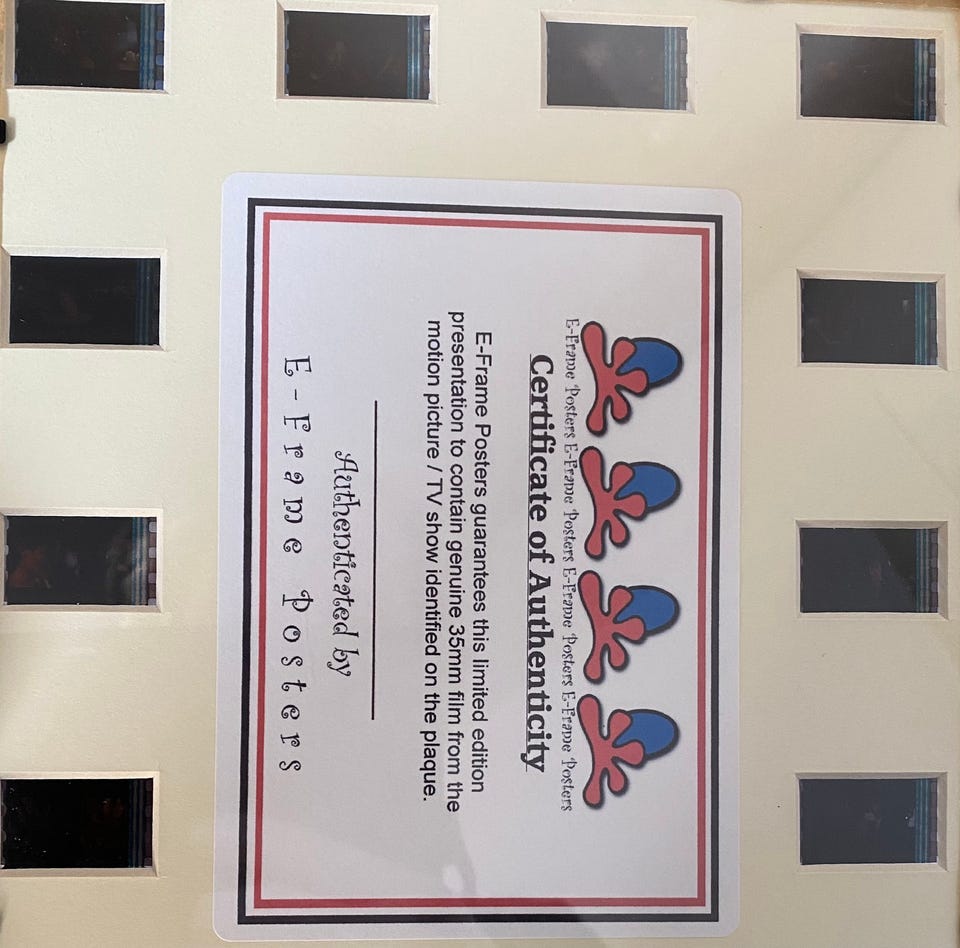 E-Frame Posters E-Frame Posters E-Frame Posters E-Frame Posters
Certificate of Authenticity
E-Frame Posters guarantees this limited edition
presentation to contain genuine 35mm film from the
motion picture / TV show identified on the plaque.
Authenticated by
E-Frame Posters